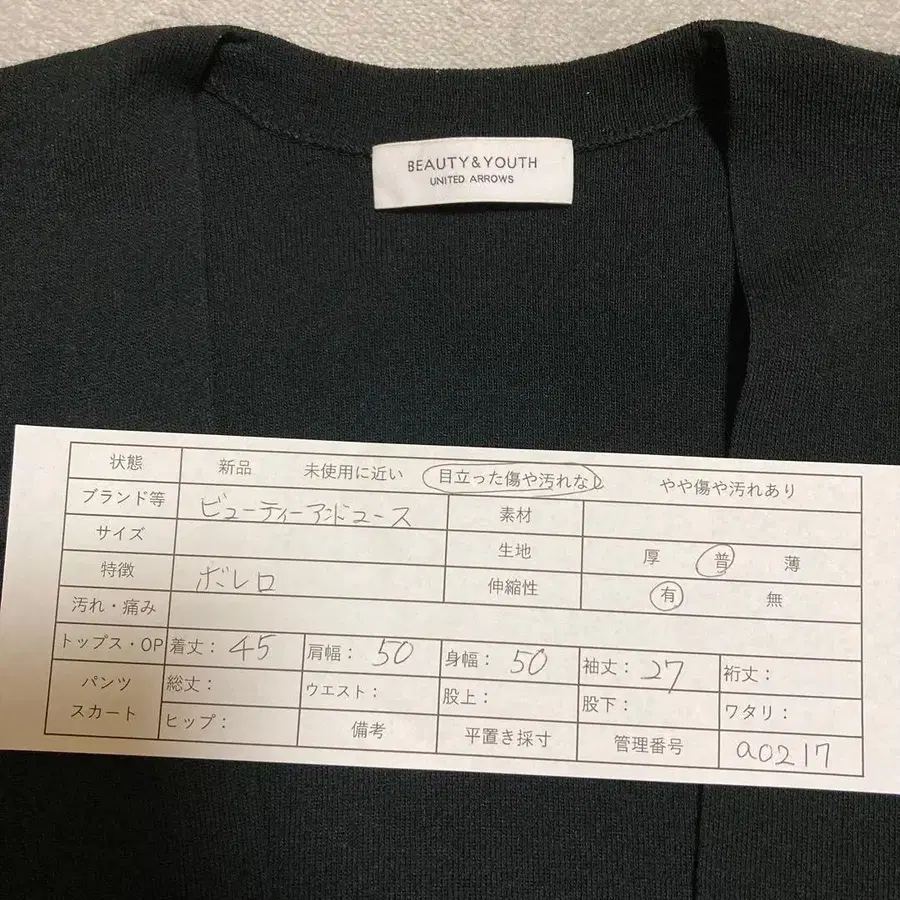 BEAUTY&YOUTH
UNITED ARROWS
状態 新品 未使用に近い 目立った傷や汚れなし やや傷や汚れあり
ブランド等 ビューティーアンドユース 素材
サイズ 生地 厚 普 薄
特徴 ボレロ 伸縮性 有 無
汚れ・痛み
トップス・OP 着丈: 45 肩幅: 50 身幅: 50 袖丈: 27 裄丈:
パンツ 総丈: ウエスト: 股上: 股下: ワタリ:
スカート ヒップ: 備考 平置き採寸 管理番号 a0217